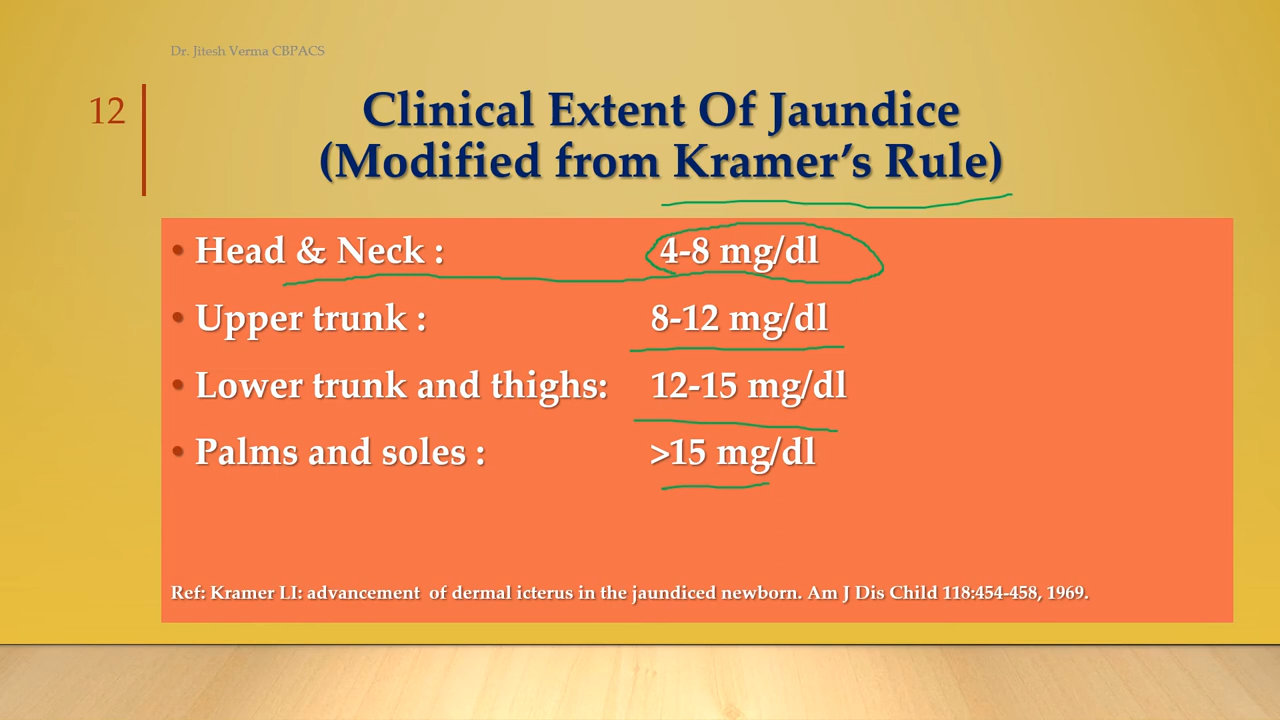 Dr. Jitesh Verma CBPACS
12
Clinical Extent Of Jaundice
(Modified from Kramer’s Rule)
• Head & Neck : 4-8 mg/dl
• Upper trunk : 8-12 mg/dl
• Lower trunk and thighs: 12-15 mg/dl
• Palms and soles : >15 mg/dl
Ref: Kramer LI: advancement of dermal icterus in the jaundiced newborn. Am J Dis Child 118:454-458, 1969.